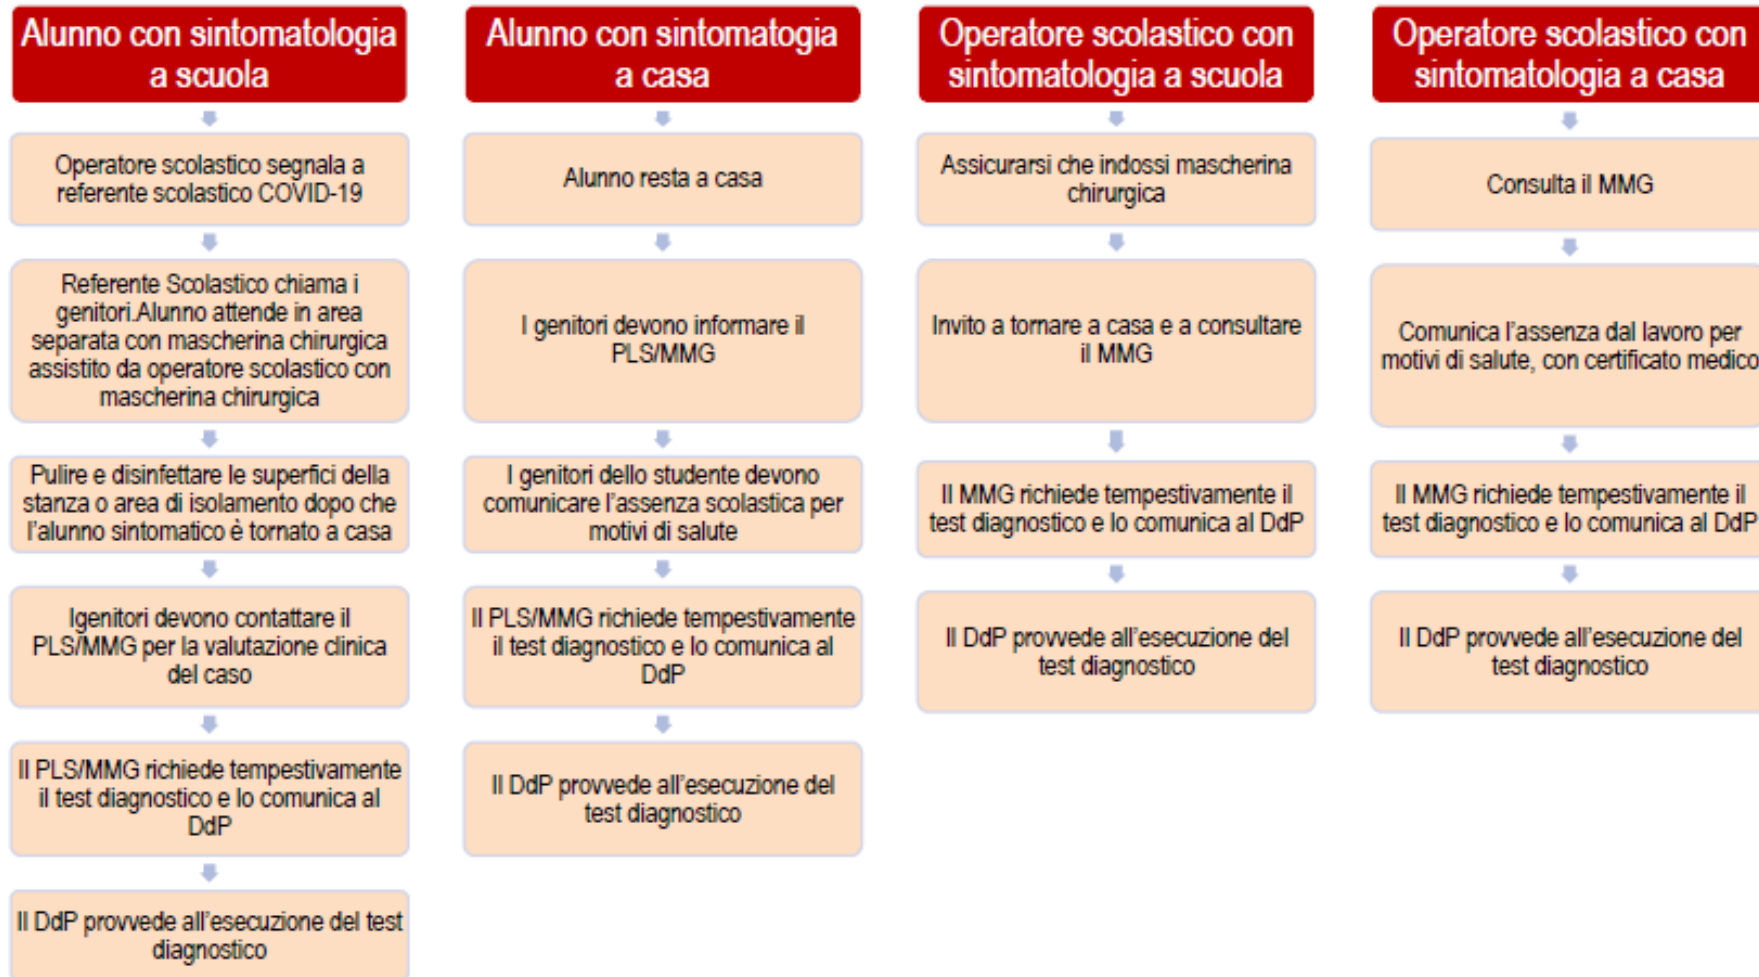 Alunno con sintomatologia
a scuola
Operatore scolastico segnala a
referente scolastico COVID-19
Referente Scolastico chiama i
genitori.Alunno attende in area
separata con mascherina chirurgica
assistito da operatore scolastico con
mascherina chirurgica
Pulire e disinfettare le superfici della
stanza o area di isolamento dopo che
l'alunno sintomatico è tornato a casa
Igenitori devono contattare il
PLS/MMG per la valutazione clinica
del caso
Il PLS/MMG richiede tempestivamente
il test diagnostico e lo comunica al
DdP
Il DdP provvede all'esecuzione del test
diagnostico
Alunno con sintomatogia
a casa
Alunno resta a casa
I genitori devono informare il
PLS/MMG
I genitori dello studente devono
comunicare l'assenza scolastica per
motivi di salute
Il PLS/MMG richiede tempestivamente
il test diagnostico e lo comunica al
DdP
Il DdP provvede all'esecuzione del
test diagnostico
Operatore scolastico con
sintomatologia a scuola
Assicurarsi che indossi mascherina
chirurgica
Invito a tornare a casa e a consultare
il MMG
Il MMG richiede tempestivamente il
test diagnostico e lo comunica al DdP
Il DdP provvede all'esecuzione del
test diagnostico
Operatore scolastico con
sintomatologia a casa
Consulta il MMG
Comunica l'assenza dal lavoro per
motivi di salute, con certificato medico
Il MMG richiede tempestivamente il
test diagnostico e lo comunica al DdP
Il DdP provvede all'esecuzione del
test diagnostico